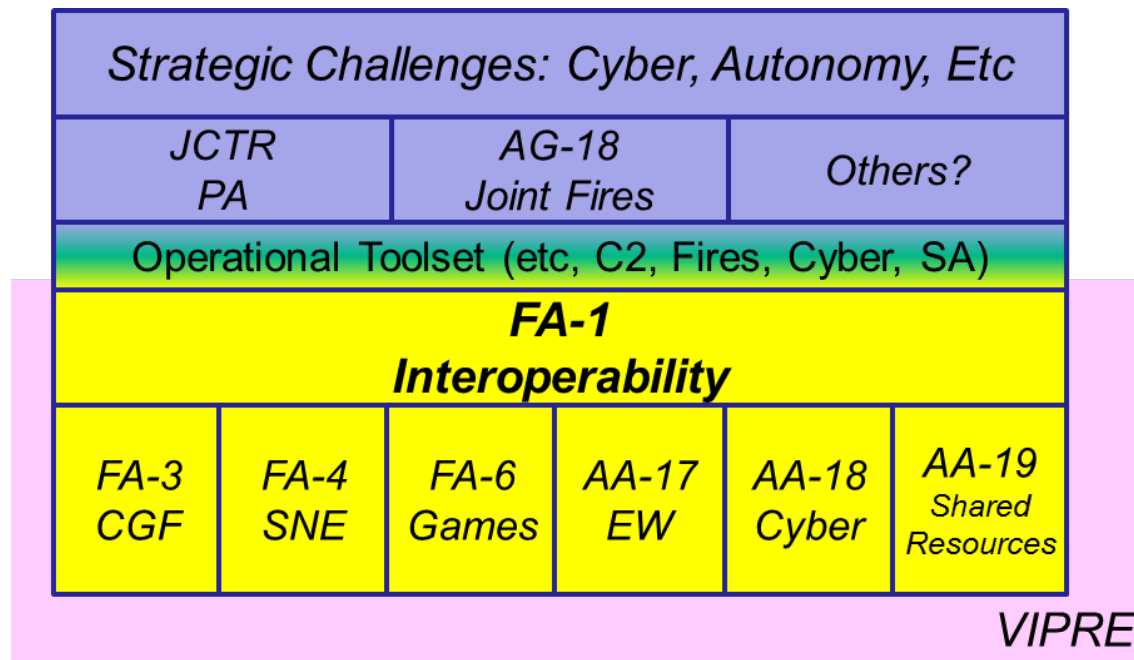 Strategic Challenges: Cyber, Autonomy, Etc
JCTR
PA
AG-18
Joint Fires
Others?
Operational Toolset (etc, C2, Fires, Cyber, SA)
FA-1
Interoperability
FA-3
CGF
FA-4
SNE
FA-6
Games
AA-17
EW
AA-18
Cyber
AA-19
Shared
Resources
VIPRE